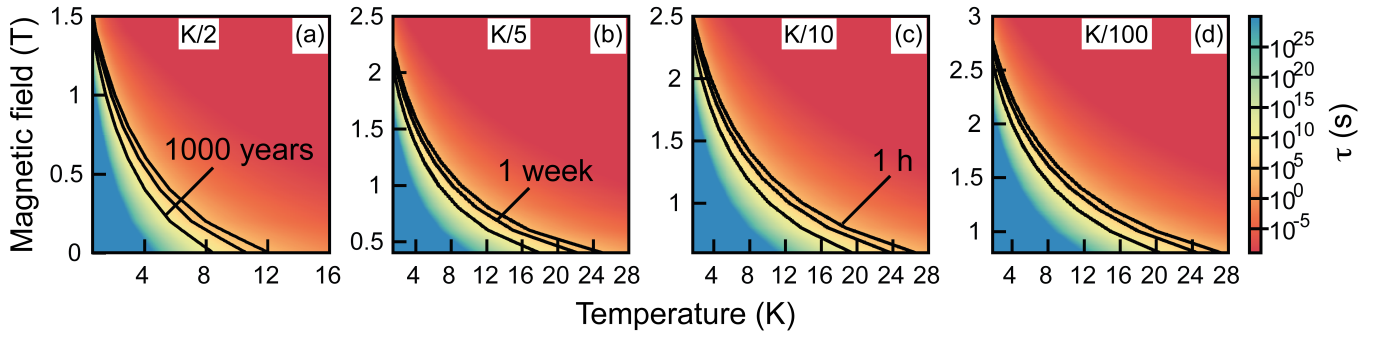 K/2 (a) K/5 (b) K/10 (c) K/100 (d)
Magnetic field (T)
1.5
1
0.5
0
2.5
2
1.5
1
0.5
2.5
2
1.5
1
3
2.5
2
1.5
1
1000 years
1 week
1 h
4 8 12 16
4 8 12 16 20 24 28
4 8 12 16 20 24 28
4 8 12 16 20 24 28
Temperature (K)
10^25
10^20
10^15
10^10
10^5
10^0
10^-5
τ (s)